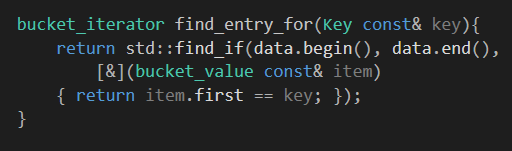 bucket_iterator find_entry_for(Key const& key){
    return std::find_if(data.begin(), data.end(),
        [&](bucket_value const& item)
    { return item.first == key; });
}